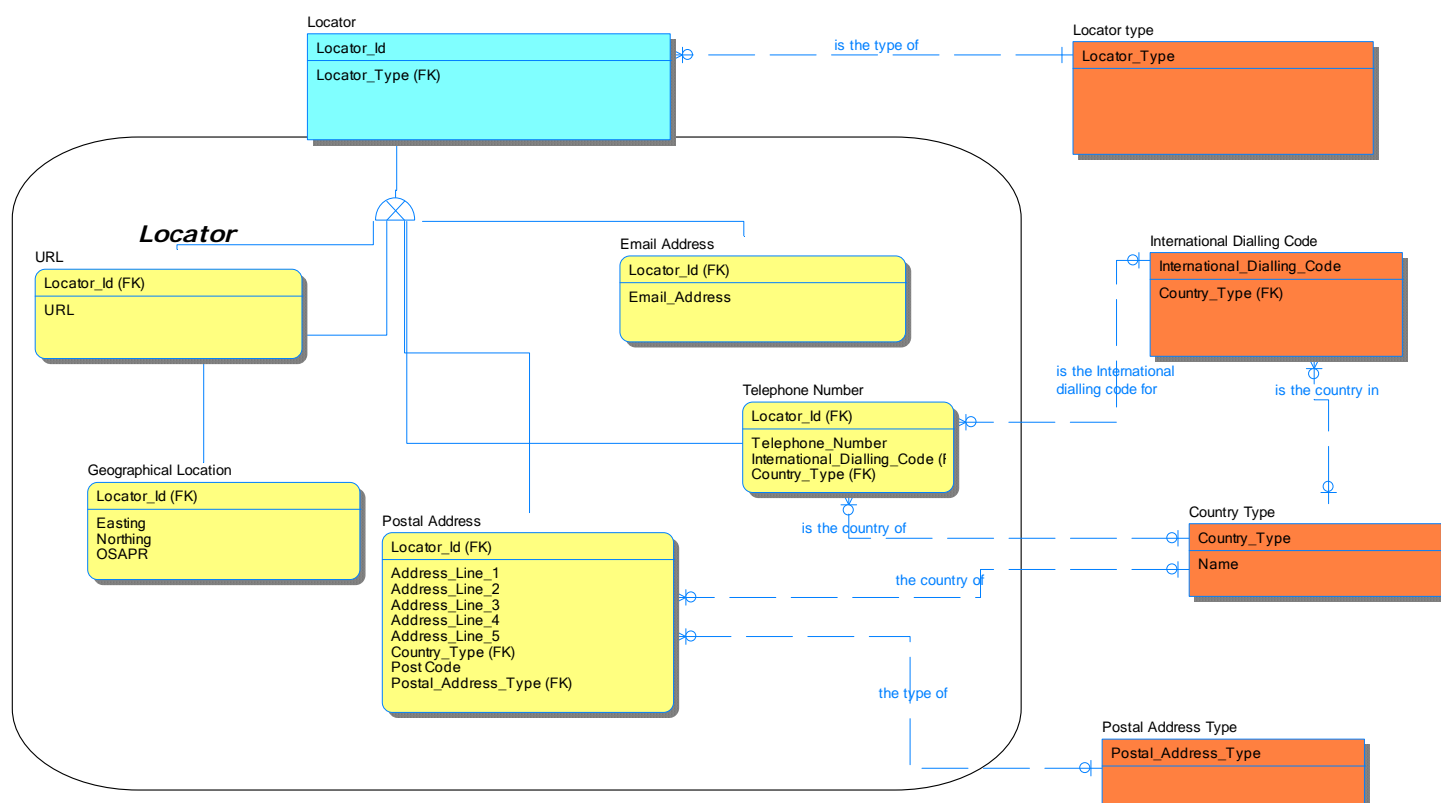 Locator
Locator_Id
Locator_Type (FK)
is the type of
Locator type
Locator_Type
Locator
URL
Locator_Id (FK)
URL
Email Address
Locator_Id (FK)
Email_Address
International Dialling Code
International_Dialling_Code
Country_Type (FK)
is the International
dialling code for
is the country in
Telephone Number
Locator_Id (FK)
Telephone_Number
International_Dialling_Code (F
Country_Type (FK)
is the country of
Geographical Location
Locator_Id (FK)
Easting
Northing
OSAPR
Postal Address
Locator_Id (FK)
Address_Line_1
Address_Line_2
Address_Line_3
Address_Line_4
Address_Line_5
Country_Type (FK)
Post Code
Postal_Address_Type (FK)
Country Type
Country_Type
Name
the country of
the type of
Postal Address Type
Postal_Address_Type